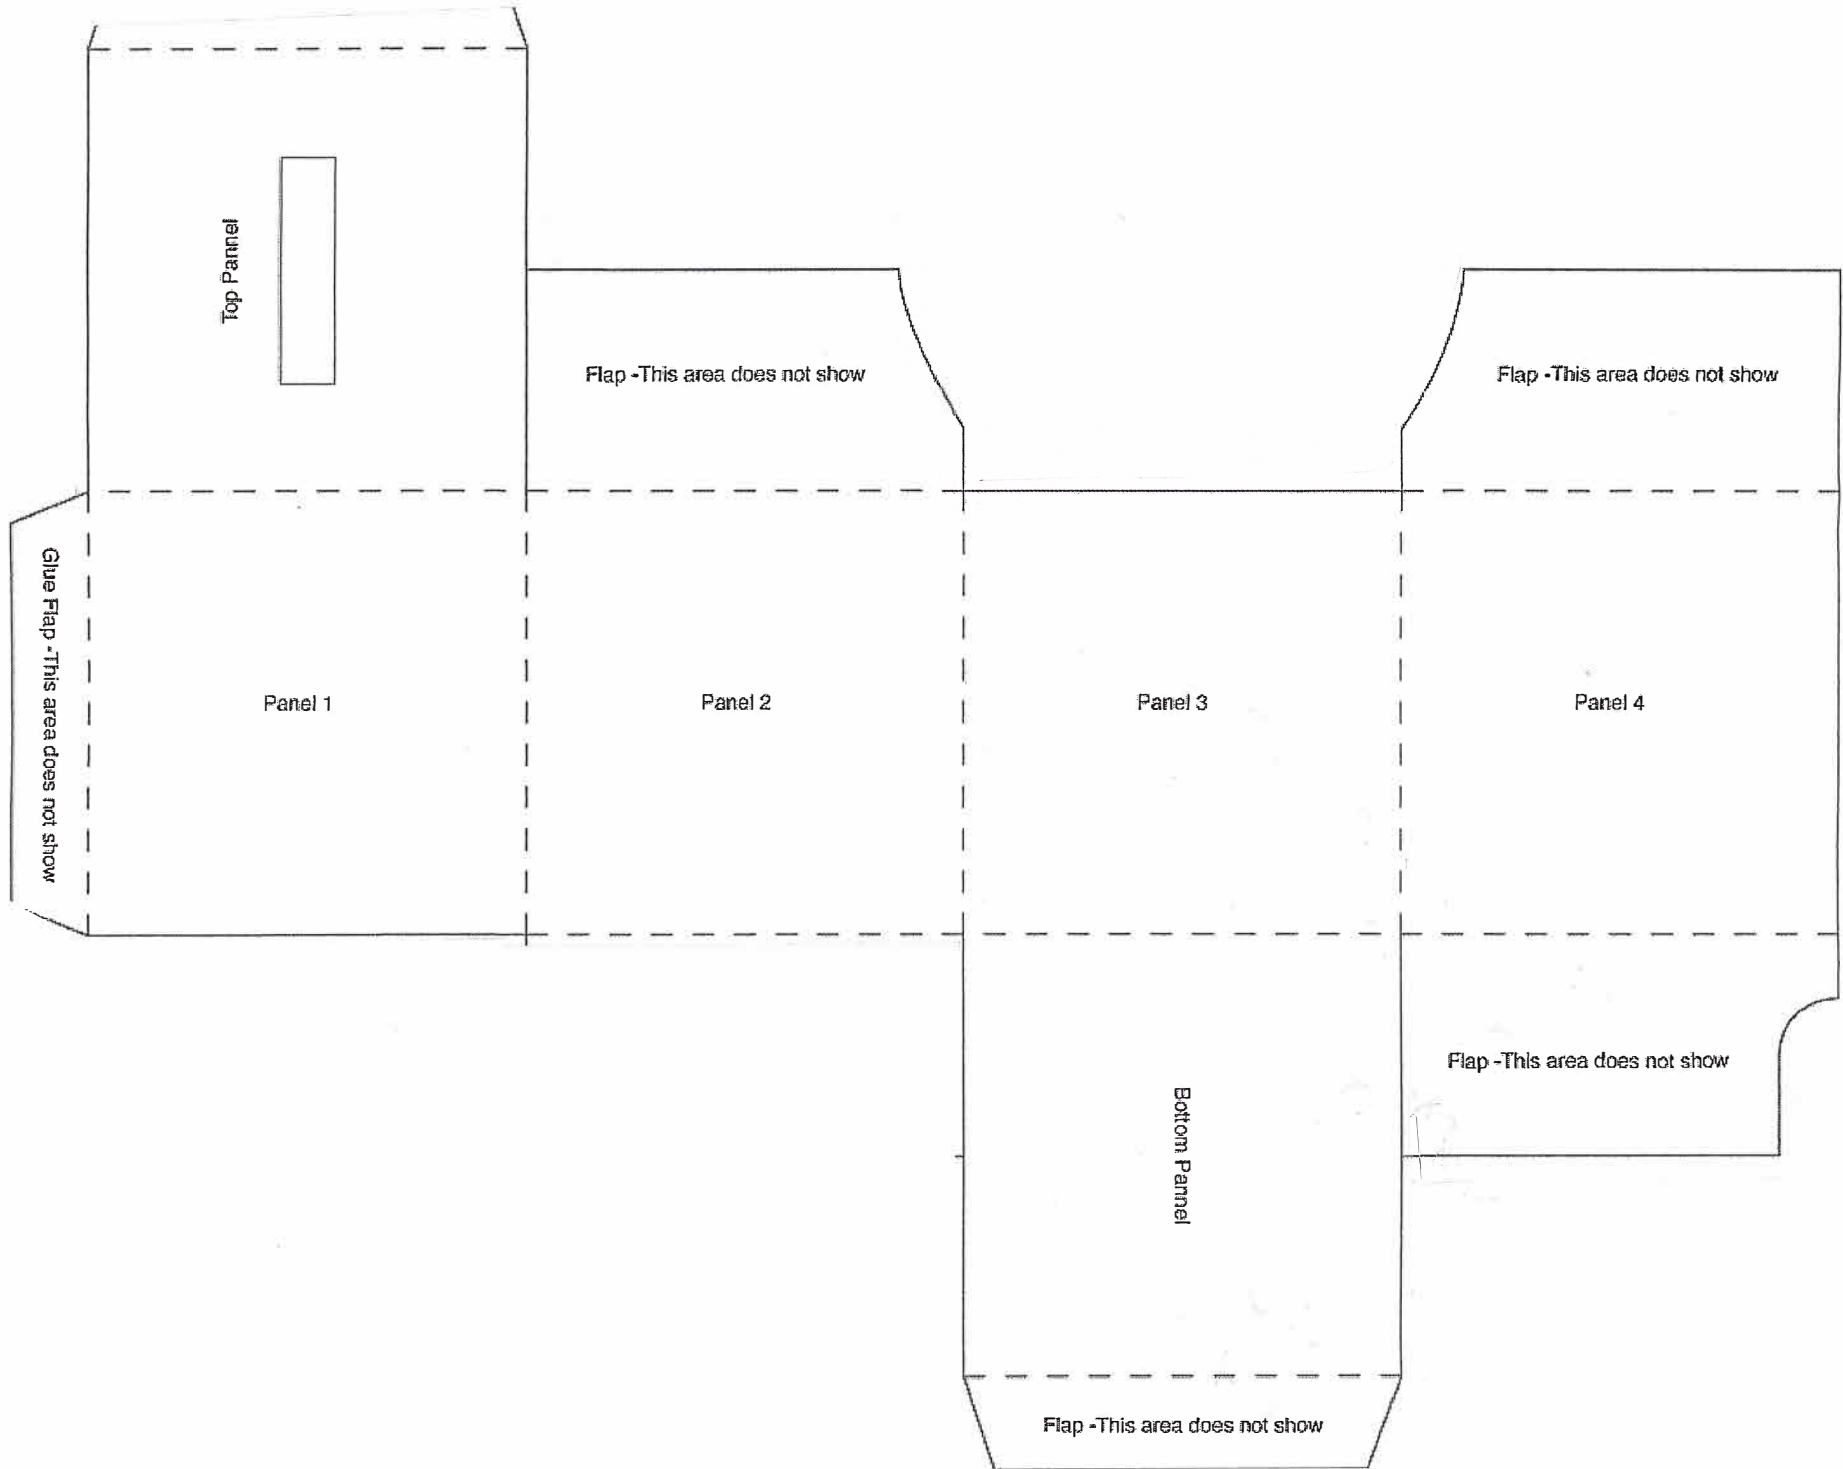 Top Pannel
Flap -This area does not show
Flap -This area does not show
Glue Flap -This area does not show
Panel 1
Panel 2
Panel 3
Panel 4
Flap -This area does not show
Bottom Pannel
Flap -This area does not show